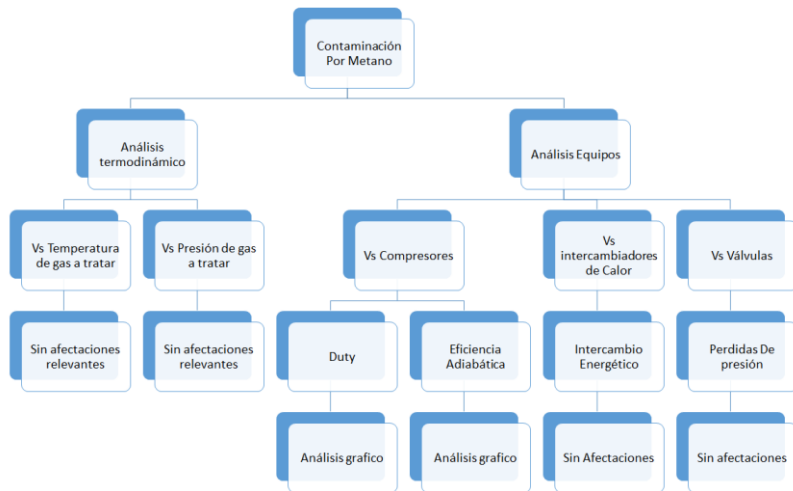 Contaminación
Por Metano
Análisis
termodinámico
Análisis Equipos
Vs Temperatura
de gas a tratar
Vs Presión de gas
a tratar
Vs Compresores
Vs
intercambiadores
de Calor
Vs Válvulas
Sin afectaciones
relevantes
Sin afectaciones
relevantes
Duty
Eficiencia
Adiabática
Intercambio
Energético
Perdidas De
presión
Análisis grafico
Análisis grafico
Sin Afectaciones
Sin afectaciones